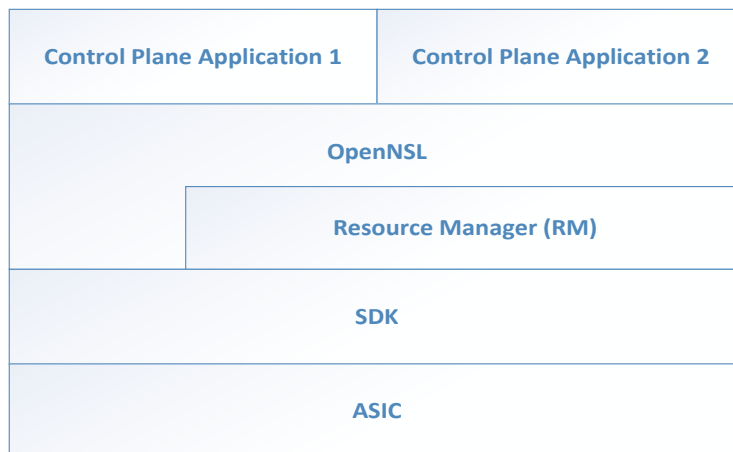 Control Plane Application 1
Control Plane Application 2
OpenNSL
Resource Manager (RM)
SDK
ASIC